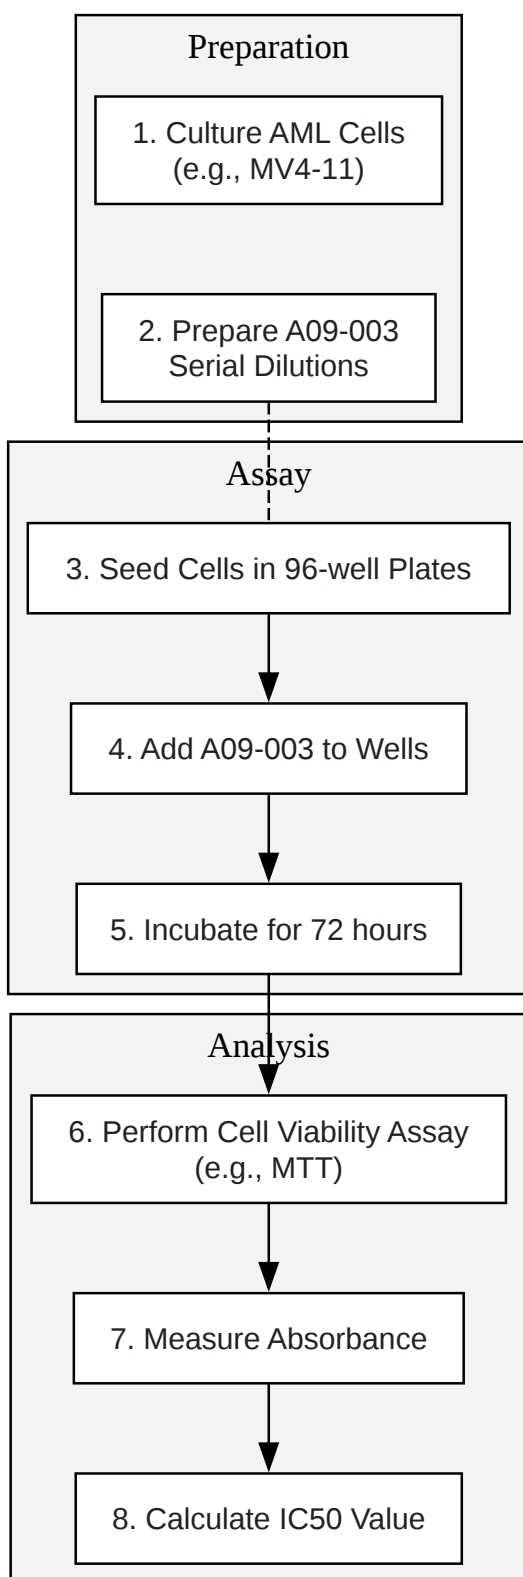 Preparation
1. Culture AML Cells
(e.g., MV4-11)
2. Prepare A09-003
Serial Dilutions
Assay
3. Seed Cells in 96-well Plates
4. Add A09-003 to Wells
5. Incubate for 72 hours
Analysis
6. Perform Cell Viability Assay
(e.g., MTT)
7. Measure Absorbance
8. Calculate IC50 Value